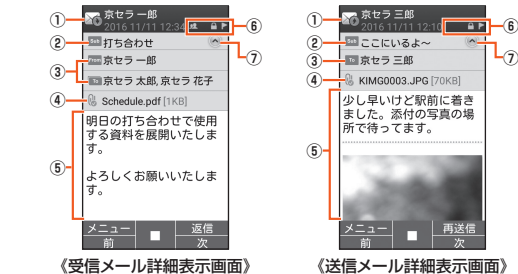 ① 京セラ 一郎
2016 11/11 12:34 ⑥
② Sub 打ち合わせ ⑦
③ From 京セラ 一郎
To 京セラ 太郎, 京セラ 花子
④ Schedule.pdf [1KB]
⑤ 明日の打ち合わせで使用
する資料を展開いたしま
す。
よろしくお願いいたしま
す。
メニュー 返信
前 次
《受信メール詳細表示画面》
① 京セラ 三郎
2016 11/11 12:10 ⑥
② Sub ここにいるよ～ ⑦
③ To 京セラ 三郎
④ KIMG0003.JPG [70KB]
⑤ 少し早いけど駅前に着き
ました。添付の写真の場
所で待ってます。
メニュー 再送信
前 次
《送信メール詳細表示画面》